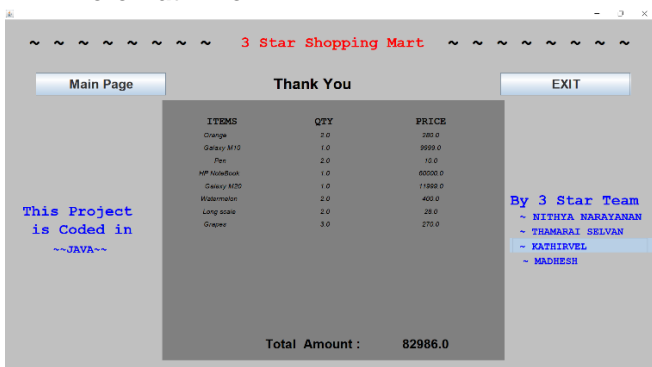 ~ ~ ~ ~ ~ ~ ~ ~ 3 Star Shopping Mart ~ ~ ~ ~ ~ ~ ~ ~
Main Page Thank You EXIT
ITEMS QTY PRICE
Orange 2.0 280.0
Galaxy M10 1.0 9999.0
Pen 2.0 10.0
HP NoteBook 1.0 60000.0
Galaxy M20 1.0 11999.0
Watermelon 2.0 400.0
Long scale 2.0 28.0
Grapes 3.0 270.0
Total Amount : 82986.0
This Project
is Coded in
~~JAVA~~
By 3 Star Team
~ NITHYA NARAYANAN
~ THAMARAI SELVAN
~ KATHIRVEL
~ MADHESH